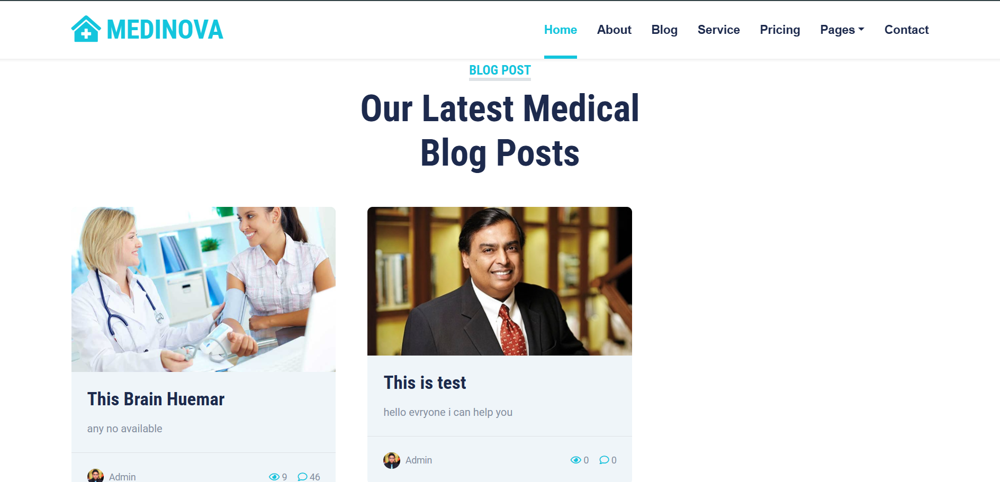 MEDINOVA
Home About Blog Service Pricing Pages Contact
BLOG POST
Our Latest Medical
Blog Posts
This Brain Huemar
any no available
Admin 9 46
This is test
hello evryone i can help you
Admin 0 0